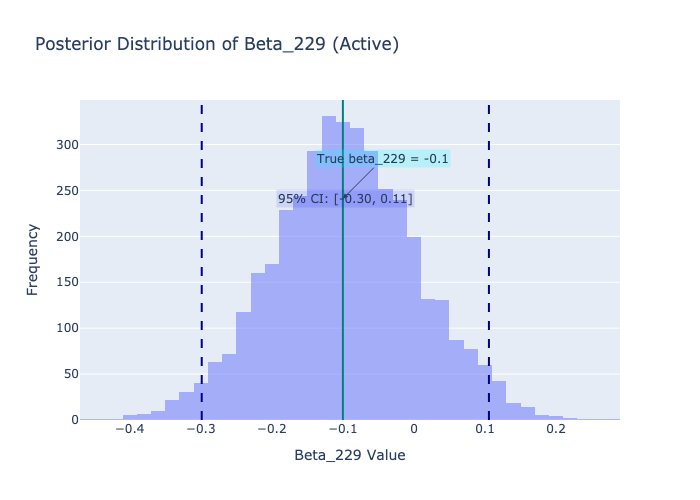 Posterior Distribution of Beta_229 (Active)
300
250
200
150
100
50
0
True beta_229 = -0.1
95% CI: [-0.30, 0.11]
Frequency
−0.4
−0.3
−0.2
−0.1
0
0.1
0.2
Beta_229 Value